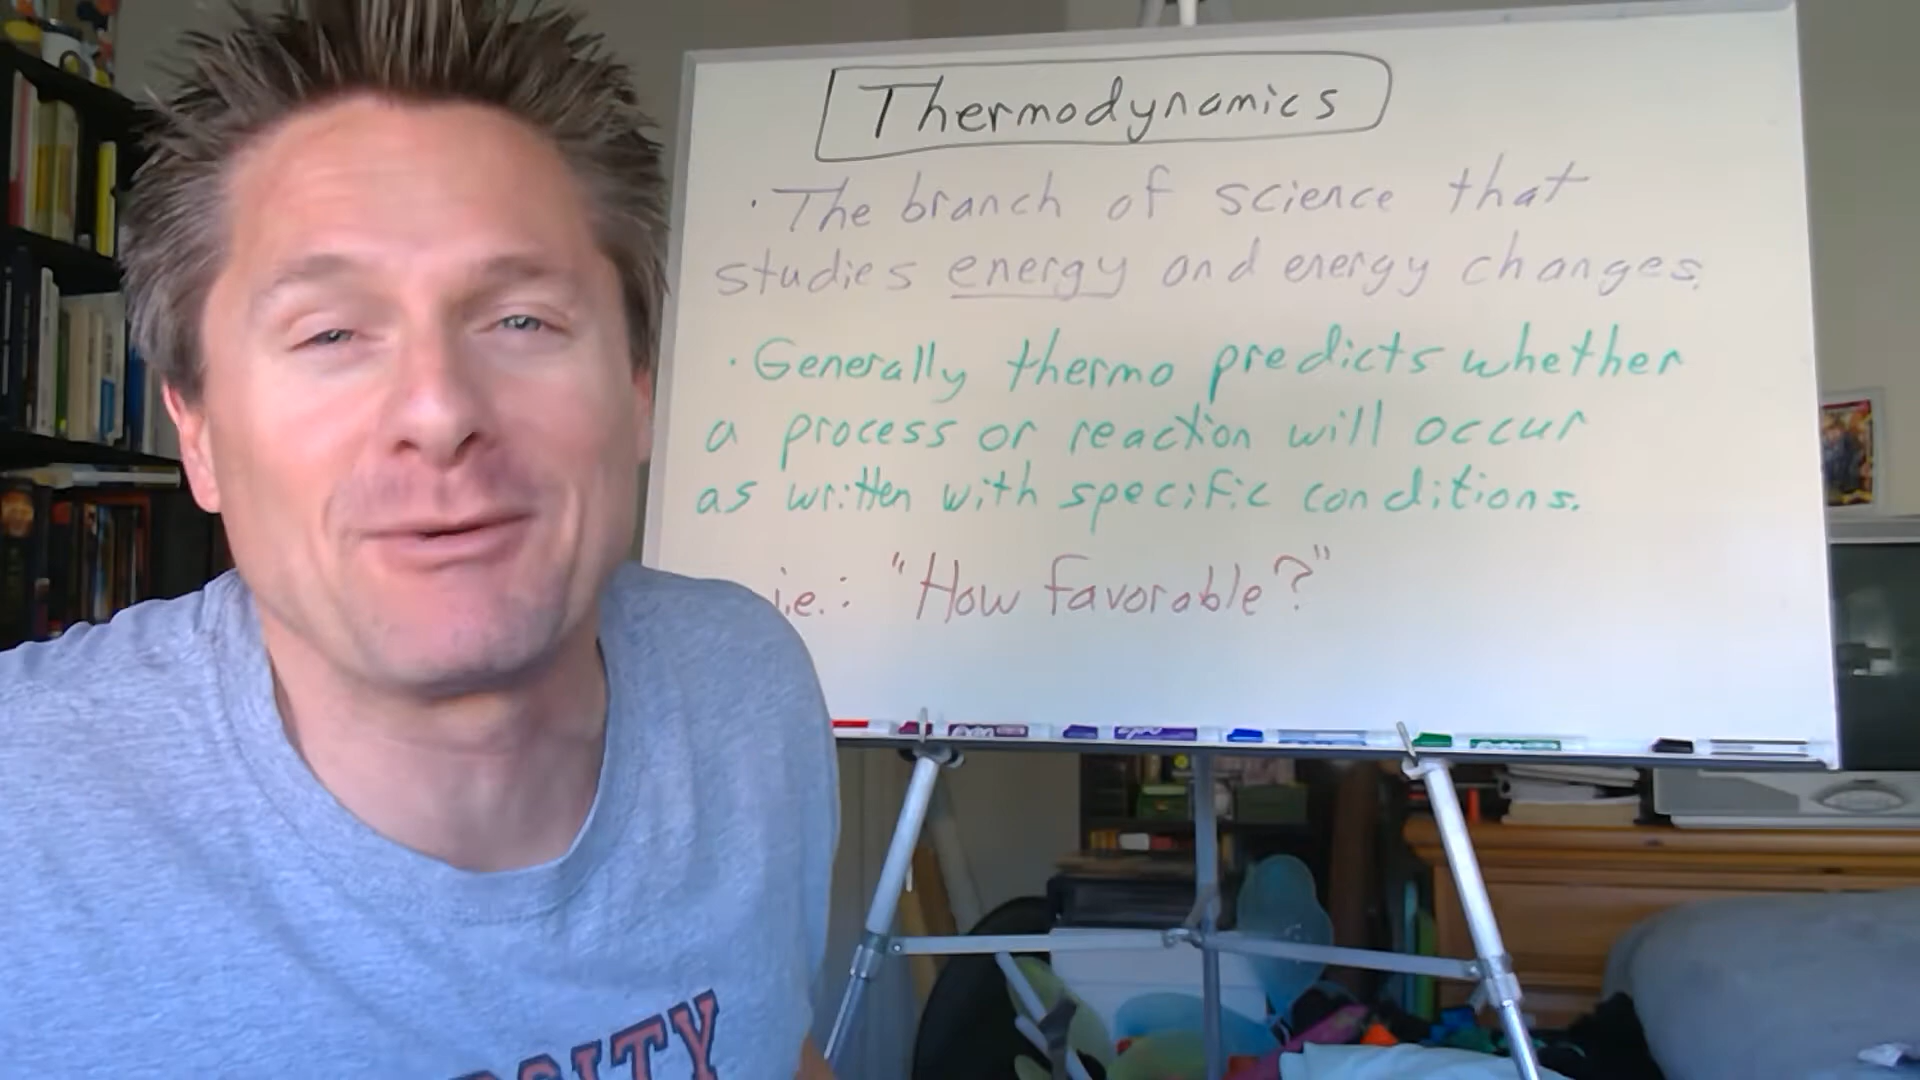 Thermodynamics
· The branch of science that
studies energy and energy changes.
· Generally thermo predicts whether
a process or reaction will occur
as written with specific conditions.
i.e.: "How favorable?"
RSITY